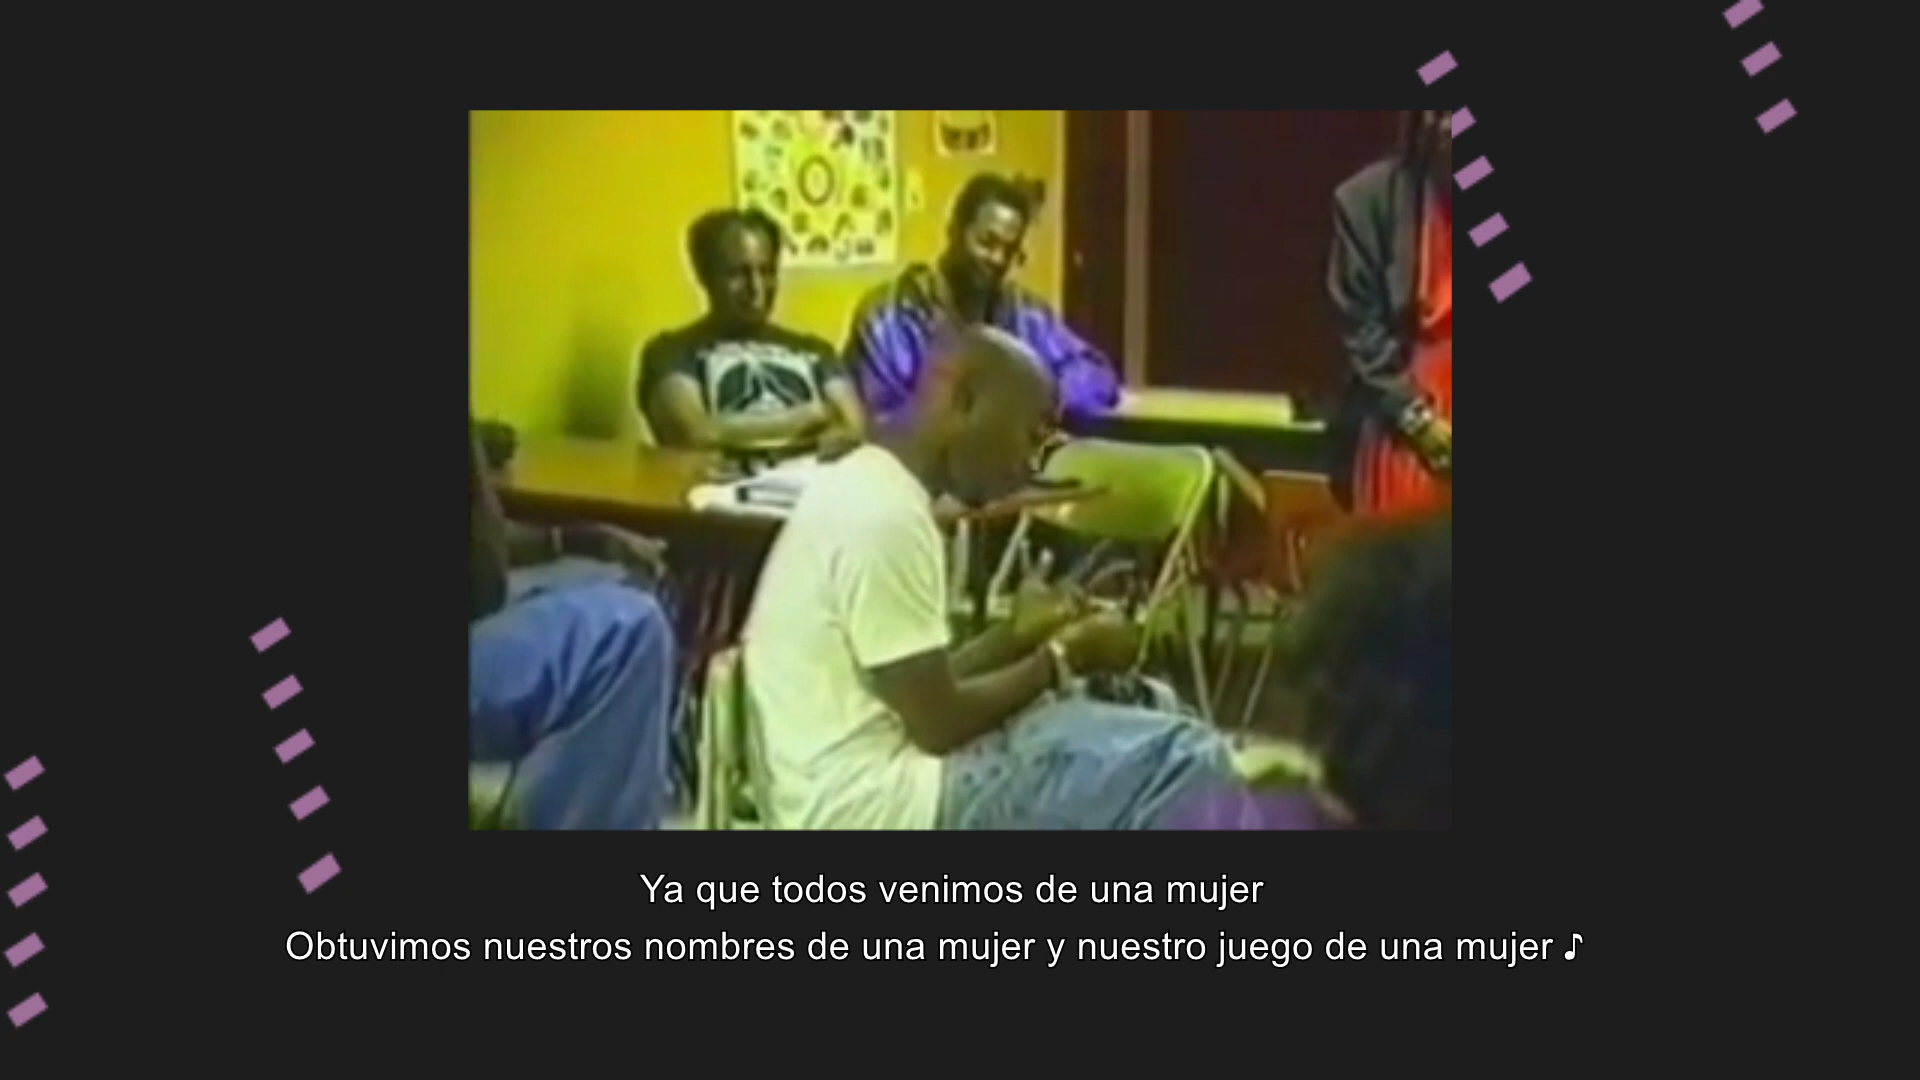 Ya que todos venimos de una mujer
Obtuvimos nuestros nombres de una mujer y nuestro juego de una mujer ♪